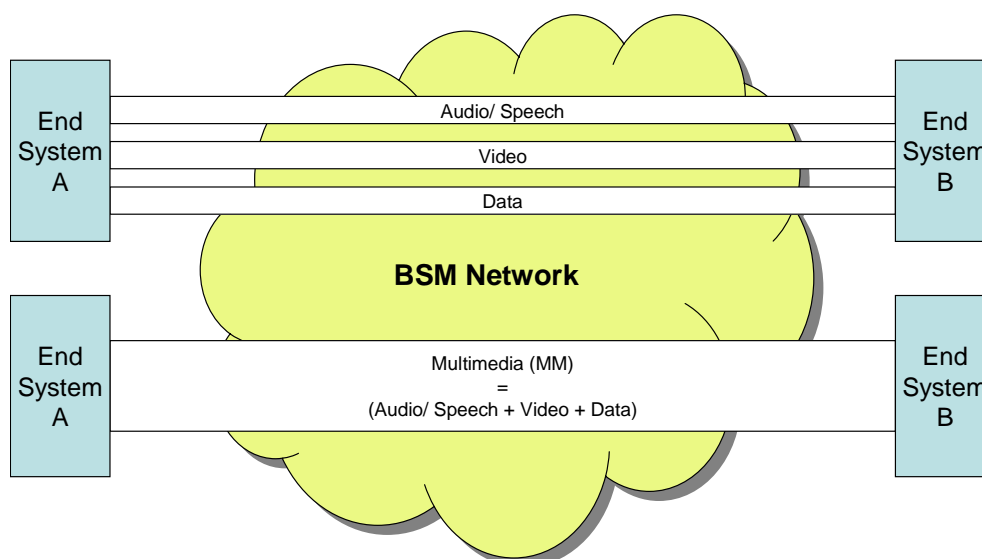 End
System
A
Audio/ Speech
Video
Data
End
System
B
BSM Network
End
System
A
Multimedia (MM)
=
(Audio/ Speech + Video + Data)
End
System
B